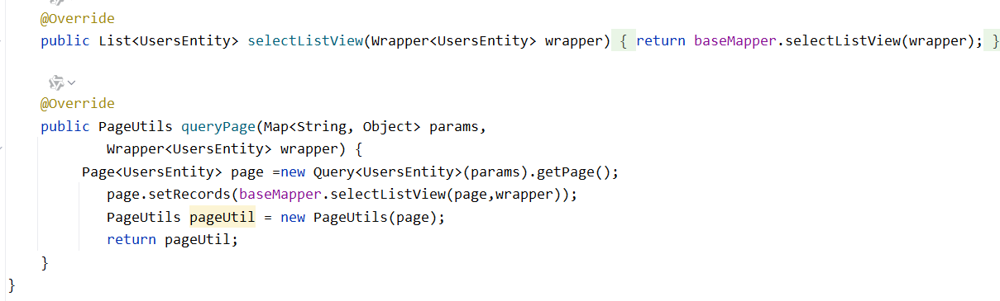 @Override
public List<UsersEntity> selectListView(Wrapper<UsersEntity> wrapper) { return baseMapper.selectListView(wrapper); }
@Override
public PageUtils queryPage(Map<String, Object> params,
Wrapper<UsersEntity> wrapper) {
Page<UsersEntity> page =new Query<UsersEntity>(params).getPage();
page.setRecords(baseMapper.selectListView(page,wrapper));
PageUtils pageUtil = new PageUtils(page);
return pageUtil;
}
}